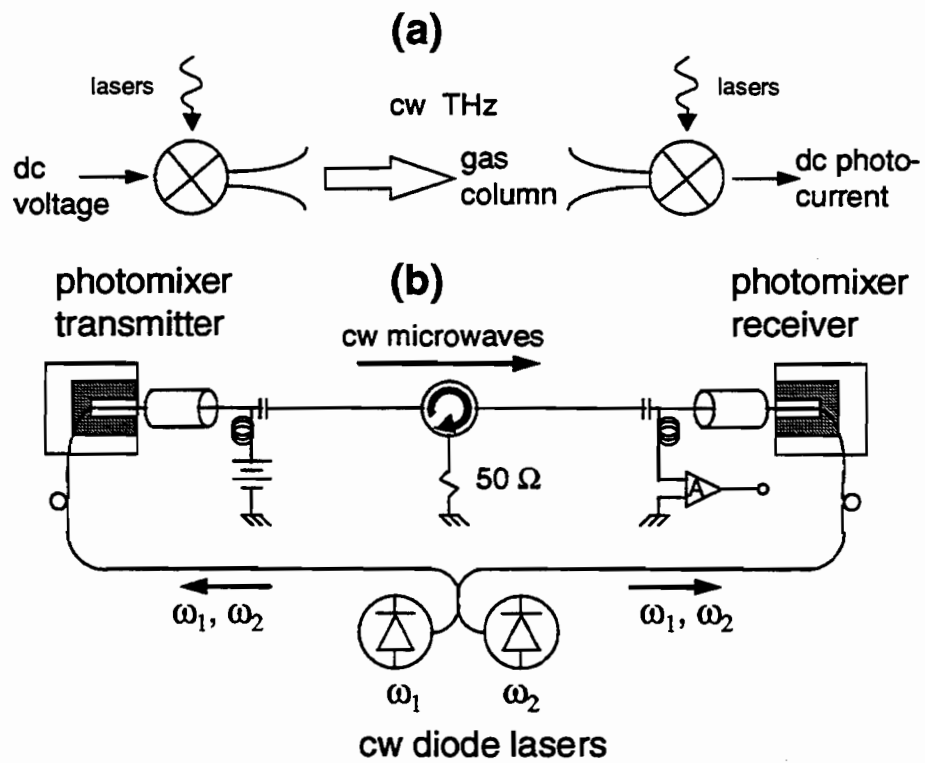 (a)
lasers
lasers
cw THz
dc
voltage
gas
column
dc photo-
current
photomixer
transmitter
(b)
photomixer
receiver
cw microwaves
50 Ω
A
ω1, ω2
ω1, ω2
ω1
ω2
cw diode lasers